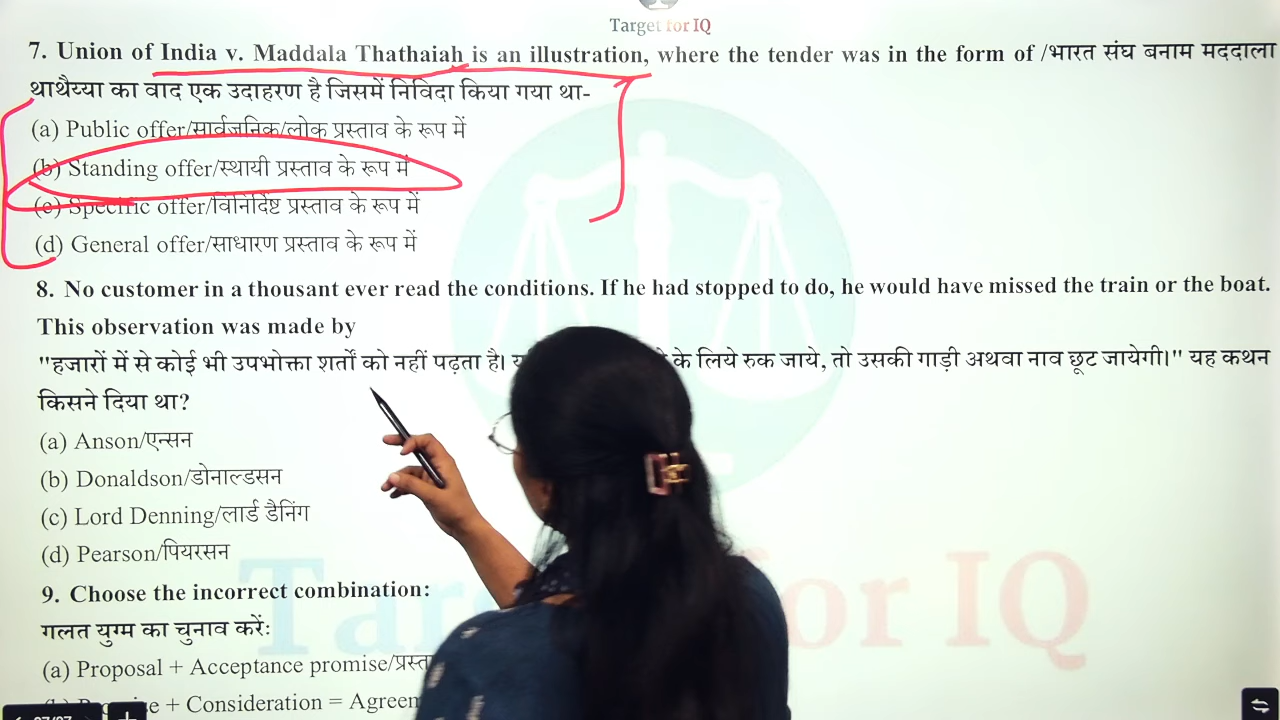 Target for IQ
7. Union of India v. Maddala Thathaiah is an illustration, where the tender was in the form of /भारत संघ बनाम मददाला
थाथैय्या का वाद एक उदाहरण है जिसमें निविदा किया गया था-
(a) Public offer/सार्वजनिक/लोक प्रस्ताव के रूप में
(b) Standing offer/स्थायी प्रस्ताव के रूप में
(c) Specific offer/विनिर्दिष्ट प्रस्ताव के रूप में
(d) General offer/साधारण प्रस्ताव के रूप में
8. No customer in a thousant ever read the conditions. If he had stopped to do, he would have missed the train or the boat.
This observation was made by
"हजारों में से कोई भी उपभोक्ता शर्तों को नहीं पढ़ता है। के लिये रुक जाये, तो उसकी गाड़ी अथवा नाव छूट जायेगी।" यह कथन
किसने दिया था?
(a) Anson/एन्सन
(b) Donaldson/डोनाल्डसन
(c) Lord Denning/लार्ड डैनिंग
(d) Pearson/पियरसन
9. Choose the incorrect combination:
गलत युग्म का चुनाव करें:
(a) Proposal + Acceptance promise/
+ Consideration =
for IQ